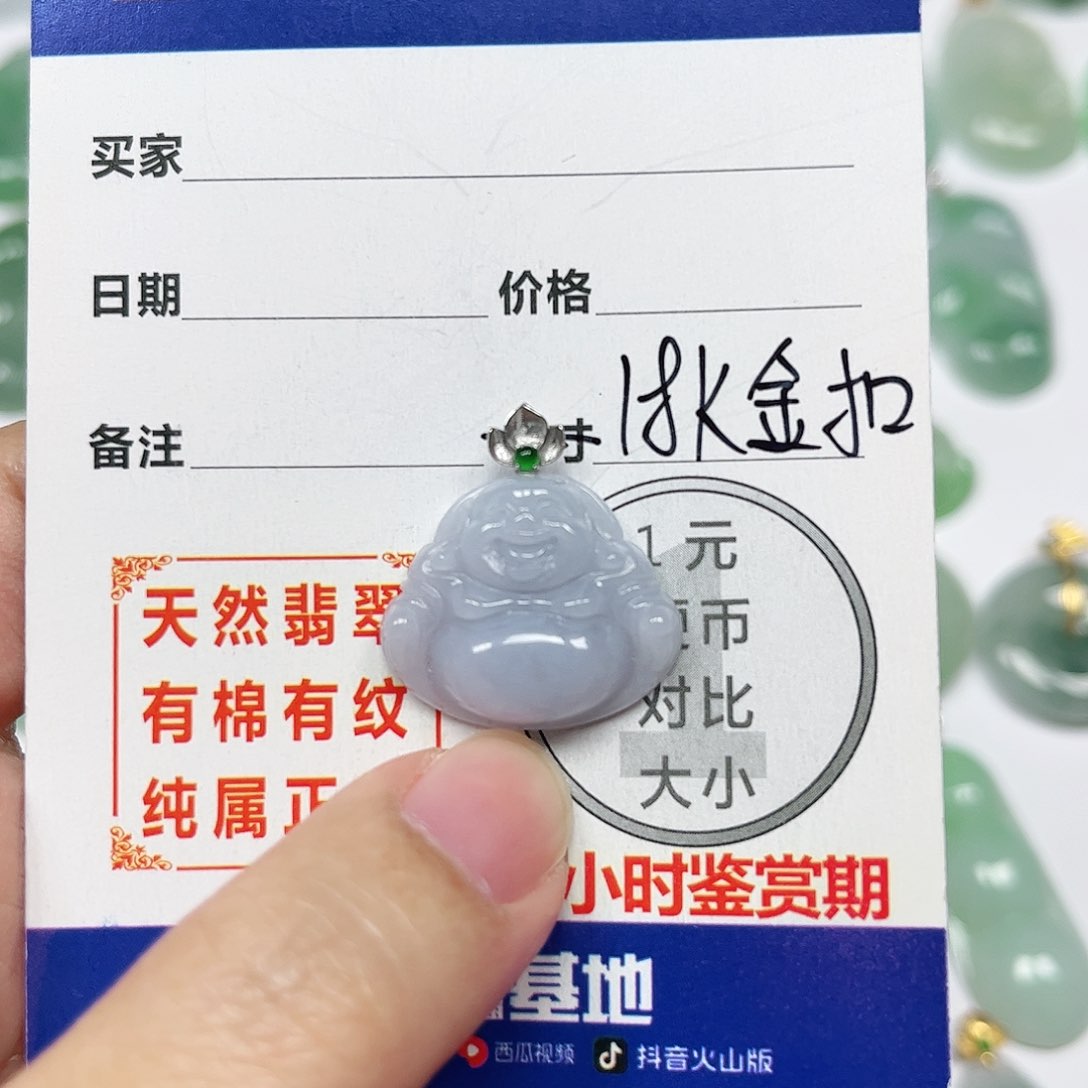 买家
日期 价格
备注 18K金扣
天然翡翠
有棉有纹
纯属正
1元
币
对比
大小
小时鉴赏期
基地
西瓜视频 抖音火山版